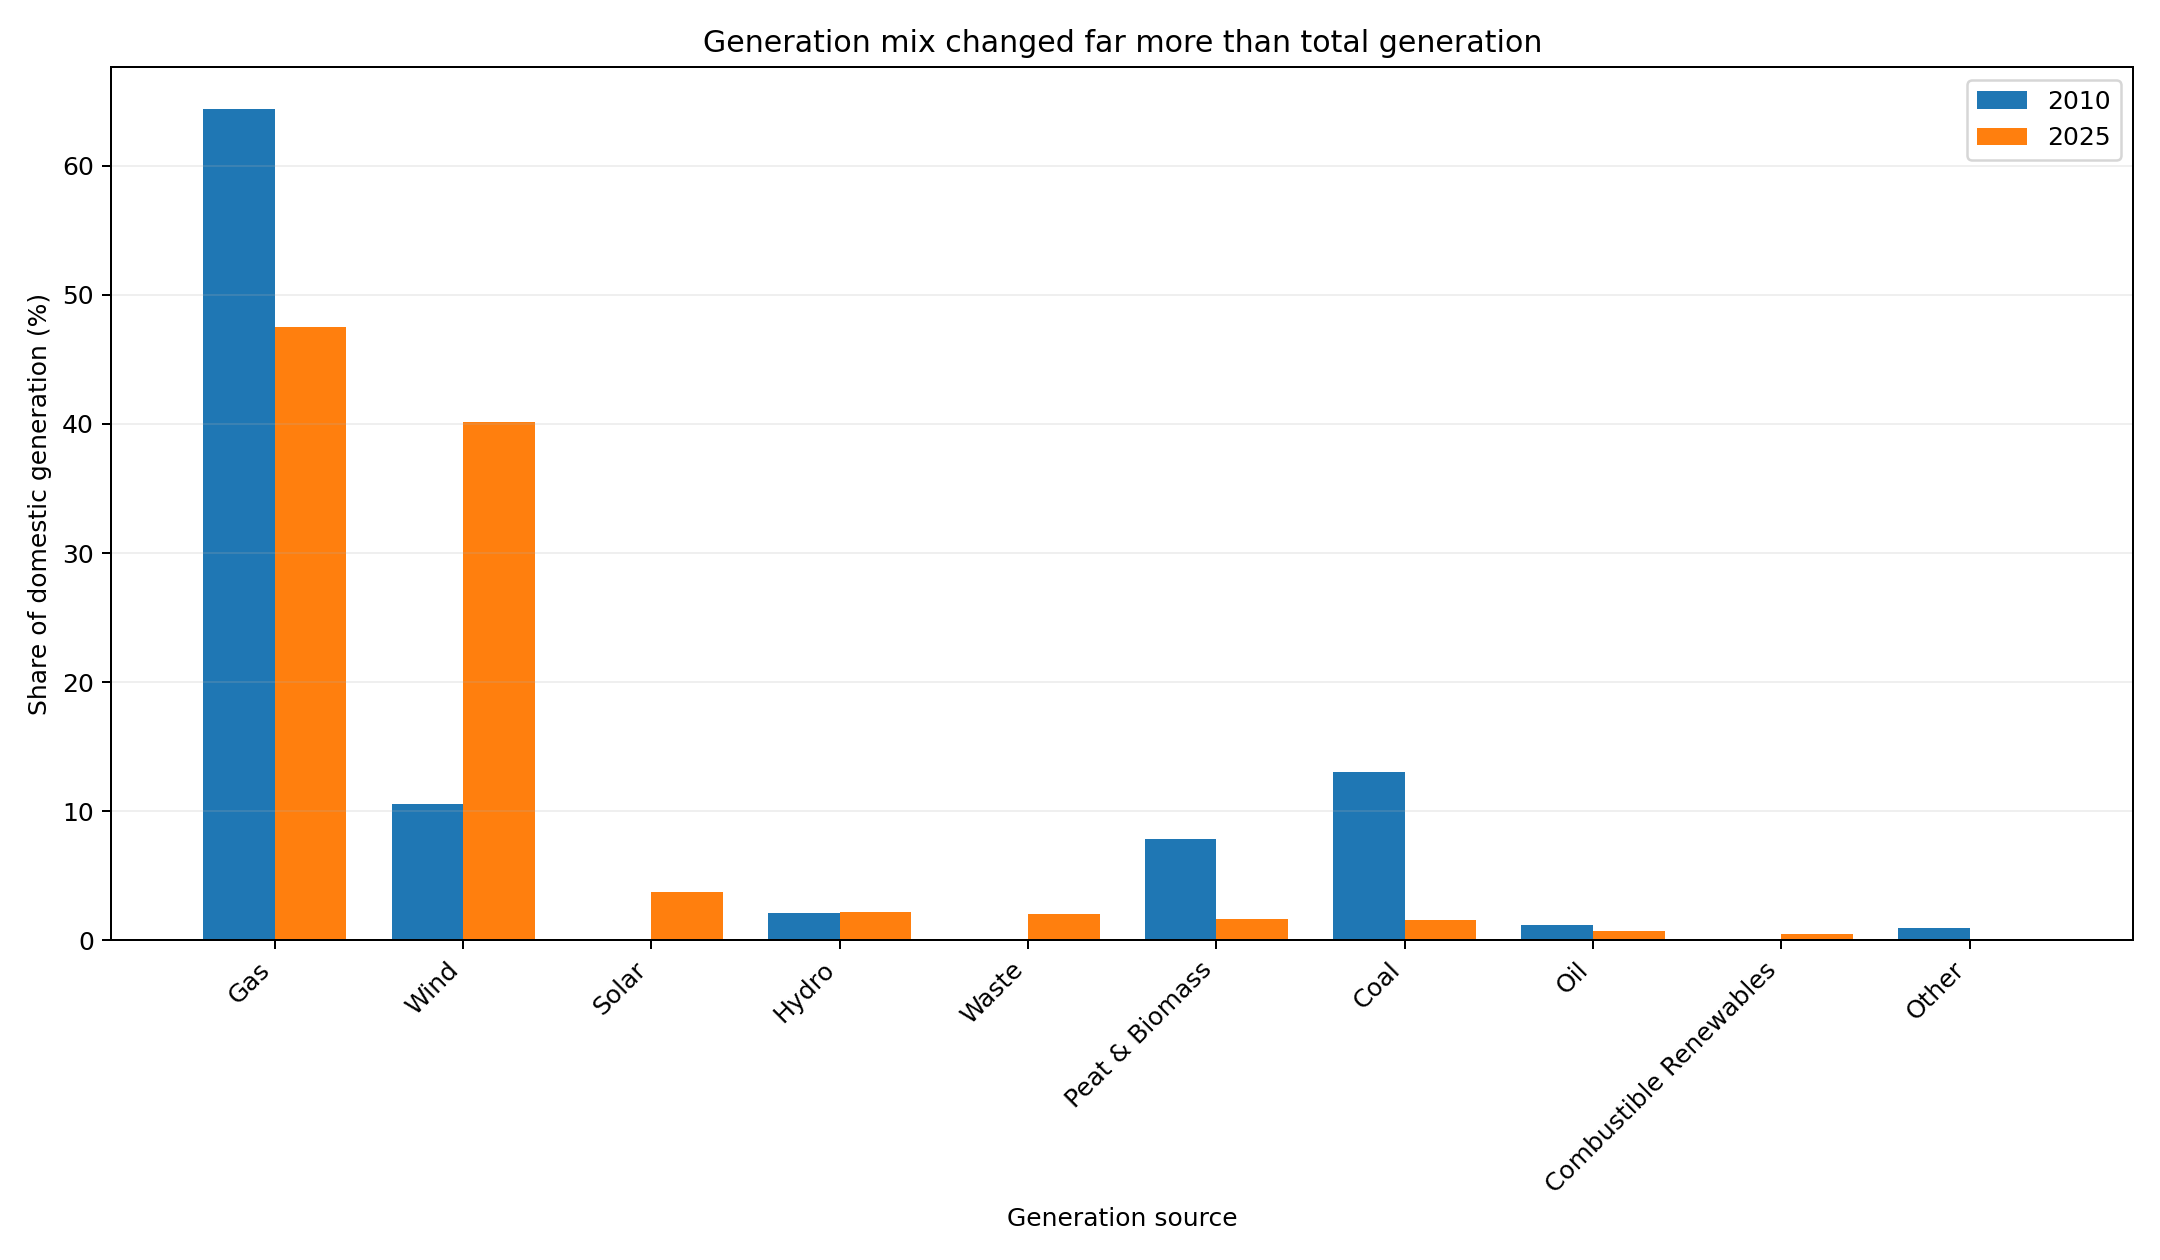 Generation mix changed far more than total generation
2010
2025
Share of domestic generation (%)
60
50
40
30
20
10
0
Gas
Wind
Solar
Hydro
Waste
Peat & Biomass
Coal
Oil
Combustible Renewables
Other
Generation source